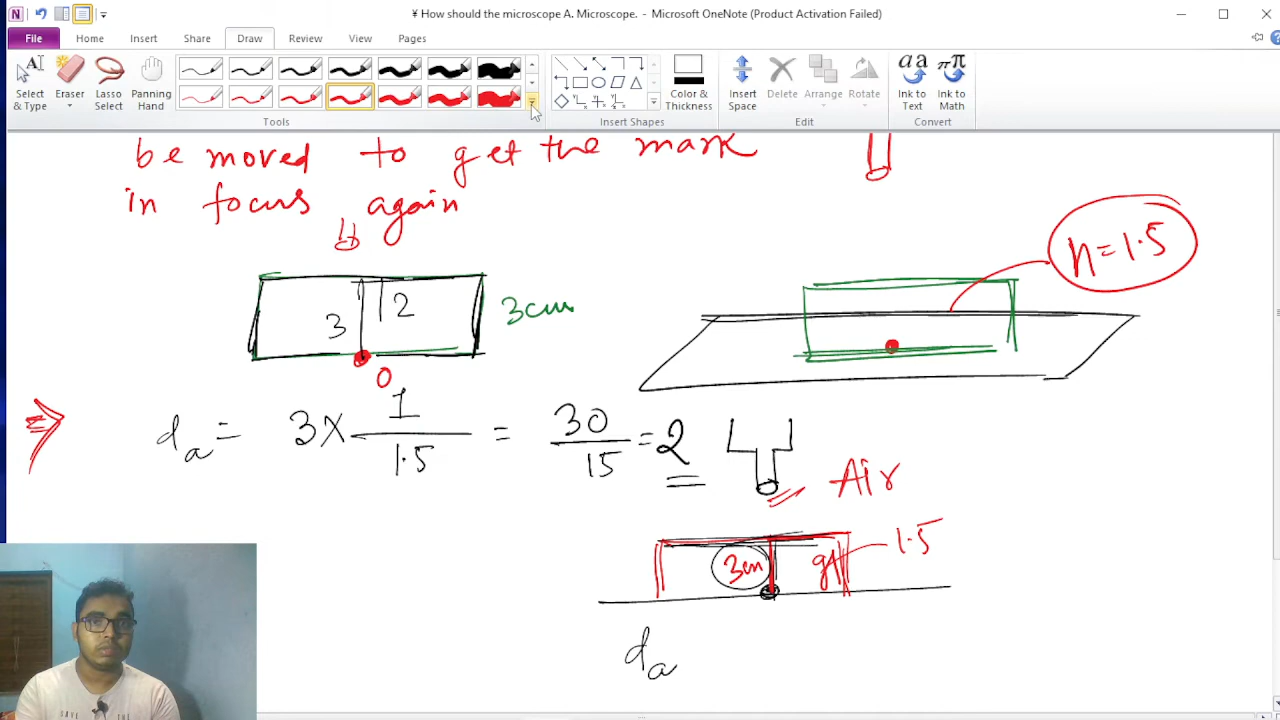 ¥ How should the microscope A. Microscope. - Microsoft OneNote (Product Activation Failed)
File Home Insert Share Draw Review View Pages
Select & Type
Eraser
Lasso Select
Panning Hand
Color & Thickness
Insert Space
Delete
Arrange
Rotate
Ink to Text
Ink to Math
Tools
Insert Shapes
Edit
Convert
be moved to get the mark
in focus again
n=1.5
3 2
3cm
O
da = 3 X 1/1.5 = 30/15 = 2
Air
3cm
1.5
da